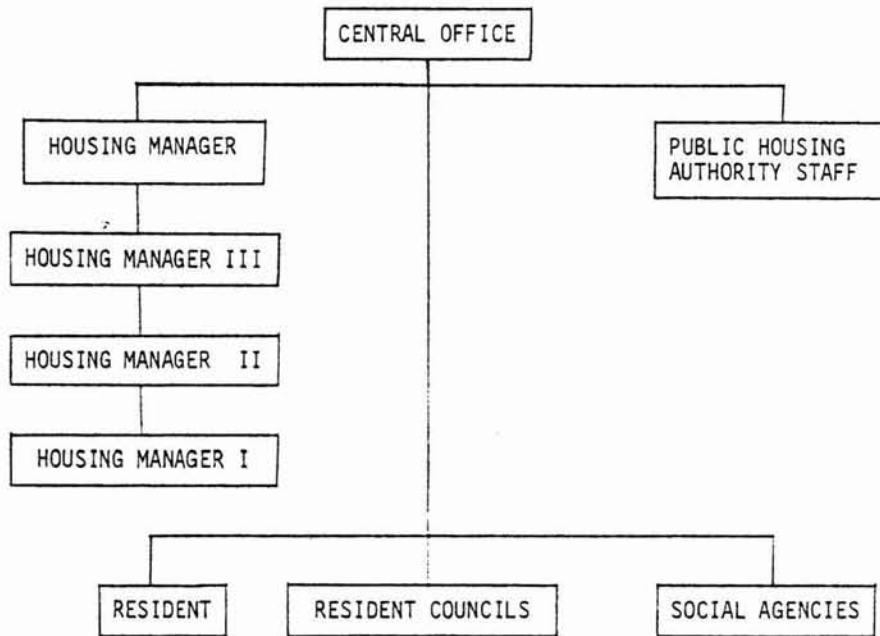 CENTRAL OFFICE
HOUSING MANAGER
PUBLIC HOUSING
AUTHORITY STAFF
HOUSING MANAGER III
HOUSING MANAGER II
HOUSING MANAGER I
RESIDENT
RESIDENT COUNCILS
SOCIAL AGENCIES